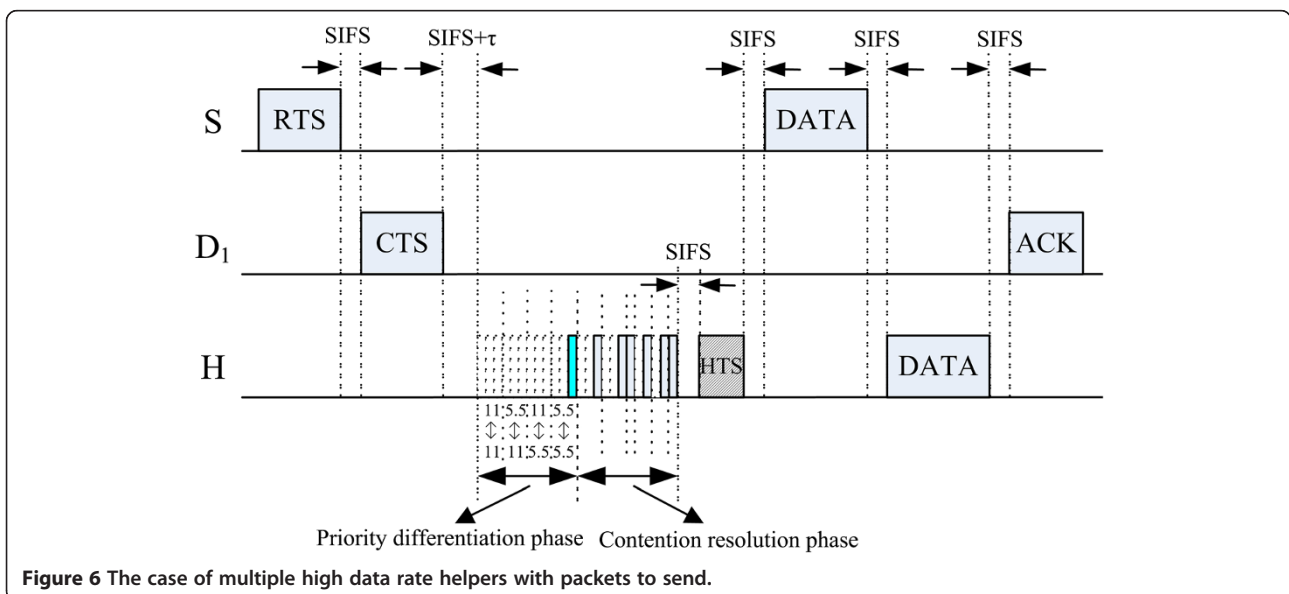 SIFS SIFS+τ SIFS SIFS SIFS
S RTS DATA
D₁ CTS ACK
SIFS
H HTS DATA
11 5.5 11 5.5
11 11 5.5 5.5
Priority differentiation phase Contention resolution phase
Figure 6 The case of multiple high data rate helpers with packets to send.